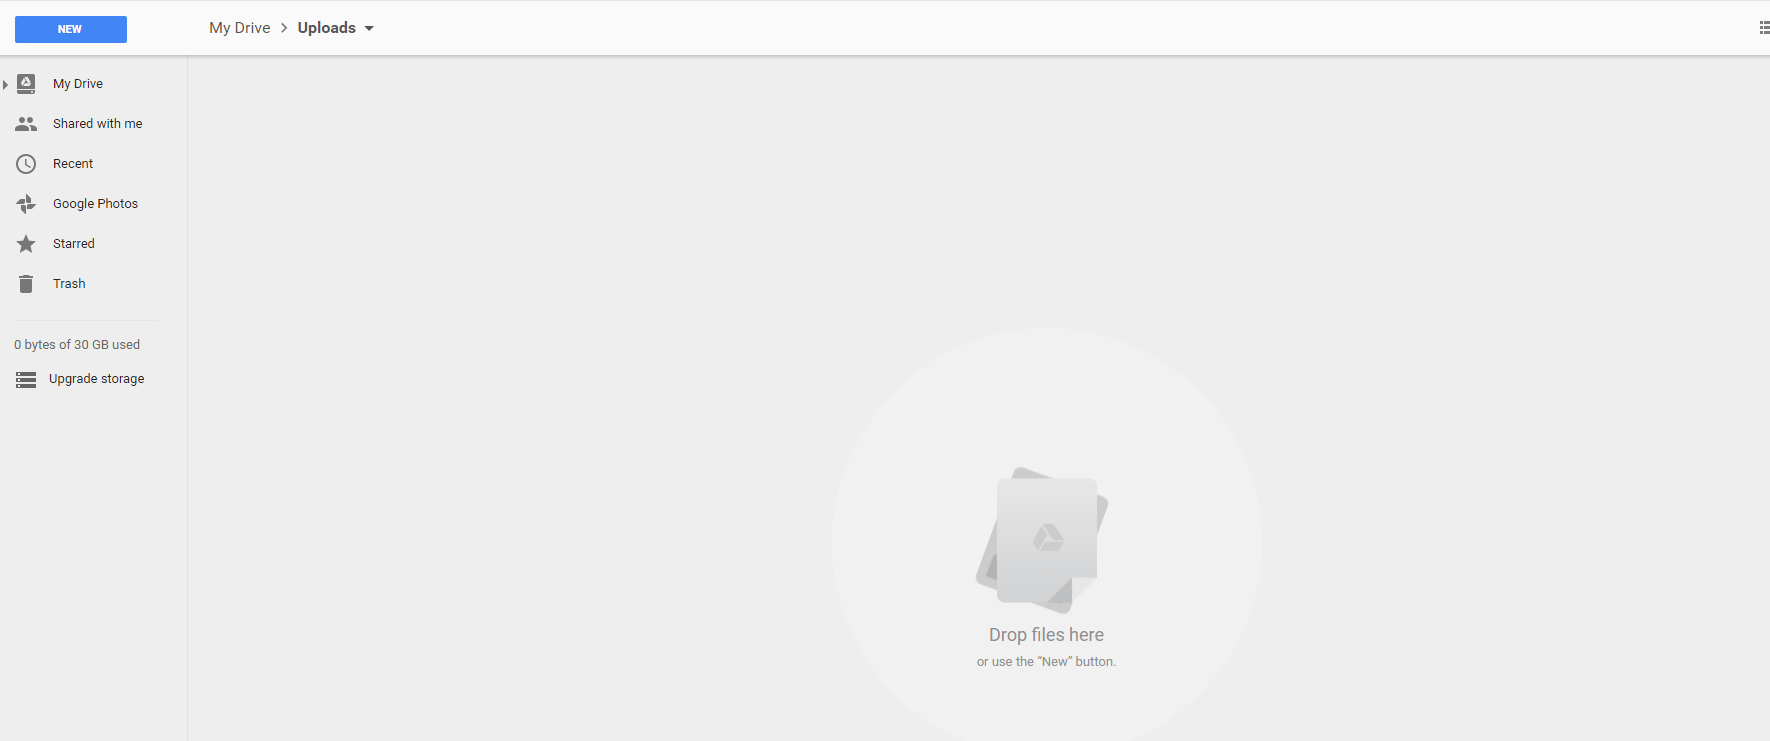 NEW
My Drive > Uploads
My Drive
Shared with me
Recent
Google Photos
Starred
Trash
0 bytes of 30 GB used
Upgrade storage
Drop files here
or use the “New” button.